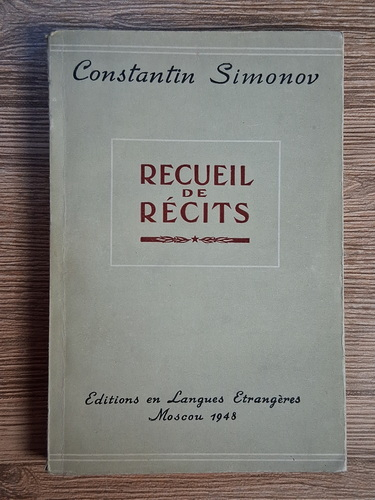 Constantin Simonov
RECUEIL
DE
RÉCITS
Editions en Langues Etrangères
Moscou 1948